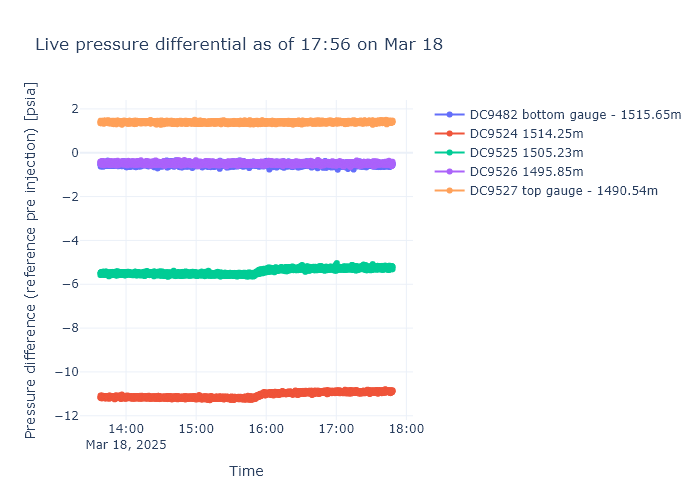 Live pressure differential as of 17:56 on Mar 18
Pressure difference (reference pre injection) [psia]
2
0
−2
−4
−6
−8
−10
−12
14:00
Mar 18, 2025
15:00
16:00
17:00
18:00
Time
DC9482 bottom gauge - 1515.65m
DC9524 1514.25m
DC9525 1505.23m
DC9526 1495.85m
DC9527 top gauge - 1490.54m